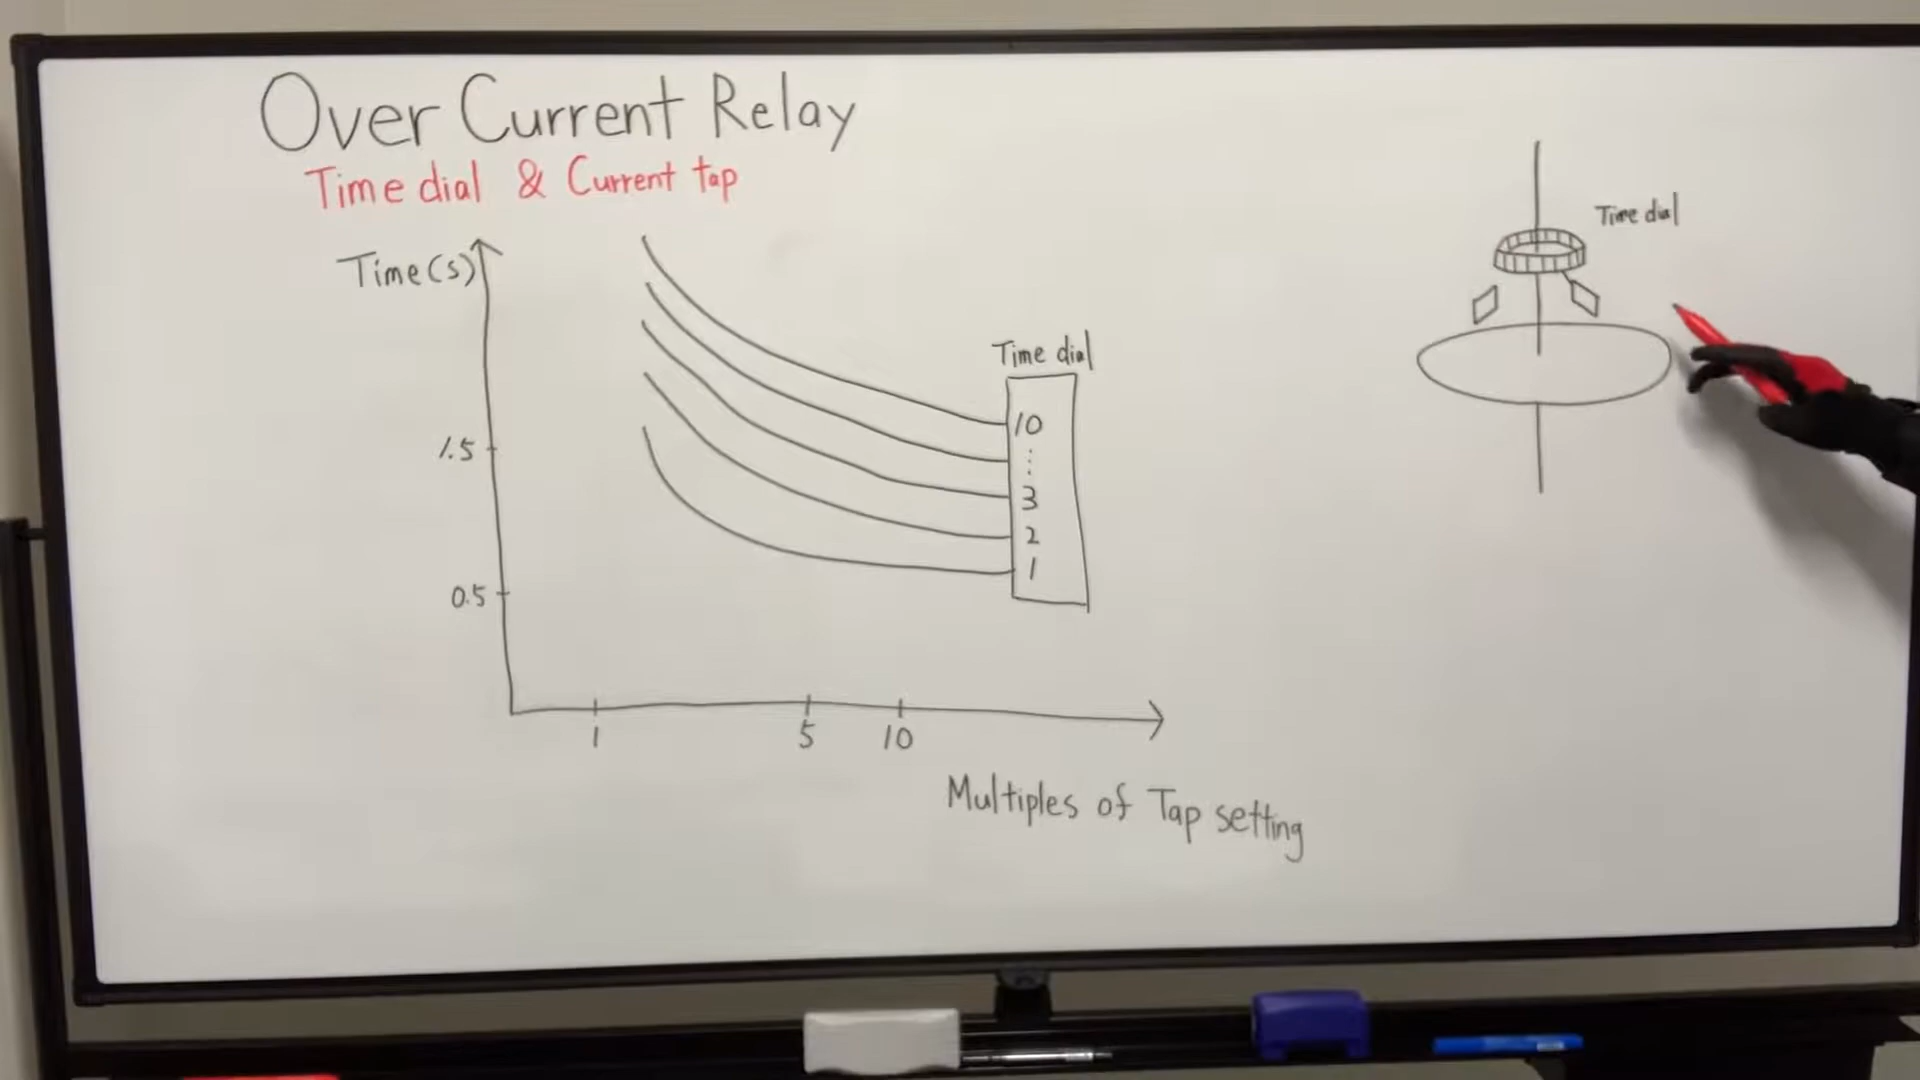 Over Current Relay
Time dial & Current tap
Time(s)
1.5
0.5
1
5
10
Multiples of Tap setting
Time dial
10
3
2
1
Time dial